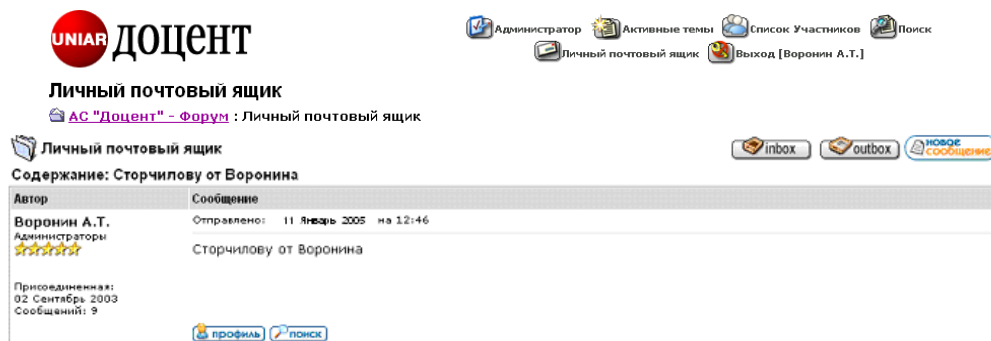 UNIAR ДОЦЕНТ
Администратор Активные темы Список Участников Поиск
Личный почтовый ящик Выход [Воронин А.Т.]
Личный почтовый ящик
АС "Доцент" - Форум : Личный почтовый ящик
Личный почтовый ящик inbox outbox новое
сообщение
Содержание: Сторчилову от Воронина
Автор Сообщение
Воронин А.Т. Отправлено: 11 Январь 2005 на 12:46
Администраторы
Сторчилову от Воронина
Присоединенная:
02 Сентябрь 2003
Сообщений: 9
профиль поиск